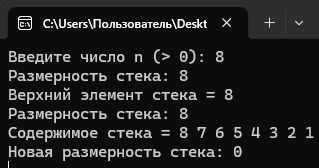 C:\Users\Пользователь\Deskt
Введите число n (> 0): 8
Размерность стека: 8
Верхний элемент стека = 8
Размерность стека: 8
Содержимое стека = 8 7 6 5 4 3 2 1
Новая размерность стека: 0